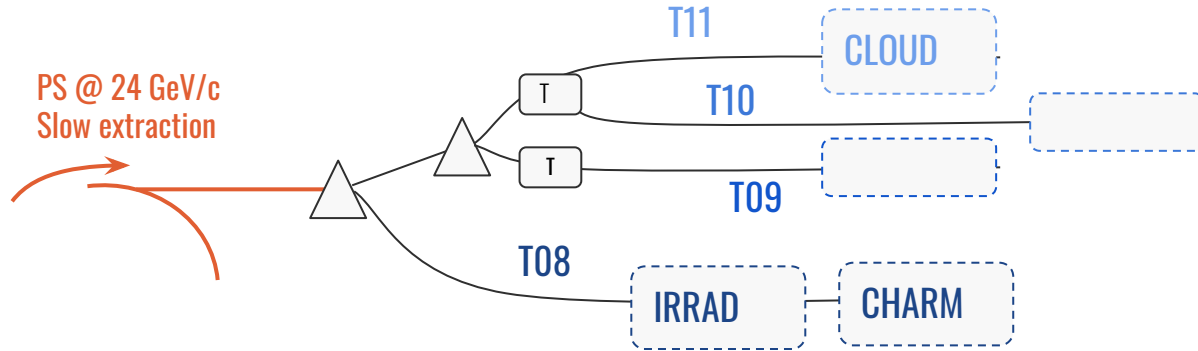 T11
CLOUD
PS @ 24 GeV/c
Slow extraction
T
T10
T
T09
T08
IRRAD
CHARM